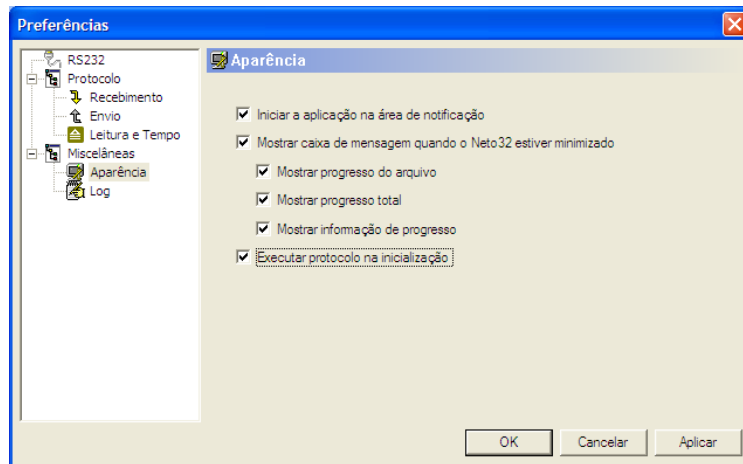 Preferências
RS232
Protocolo
Recebimento
Envio
Leitura e Tempo
Miscelâneas
Aparência
Log
Aparência
Iniciar a aplicação na área de notificação
Mostrar caixa de mensagem quando o Neto32 estiver minimizado
Mostrar progresso do arquivo
Mostrar progresso total
Mostrar informação de progresso
Executar protocolo na inicialização
OK
Cancelar
Aplicar